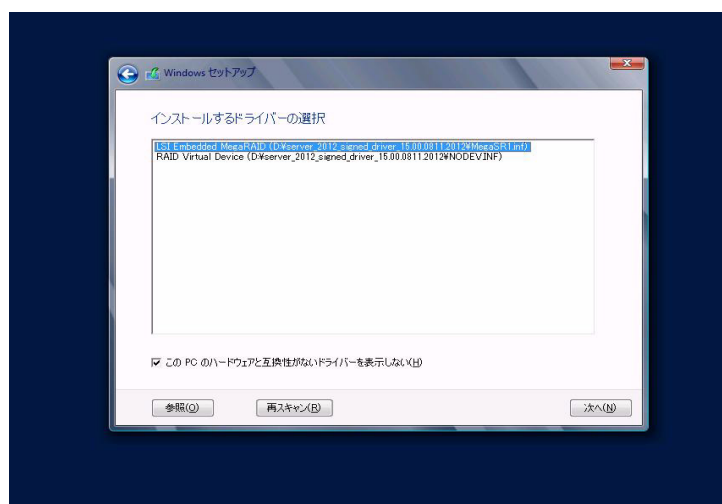 Windows セットアップ
インストールするドライバーの選択
LSI Embedded MegaRAID (D:¥server_2012_signed_driver_15.00.0811.2012¥MegaSR1.inf)
RAID Virtual Device (D:¥server_2012_signed_driver_15.00.0811.2012¥NODEV.INF)
この PC のハードウェアと互換性がないドライバーを表示しない(H)
参照(O) 再スキャン(R) 次へ(N)